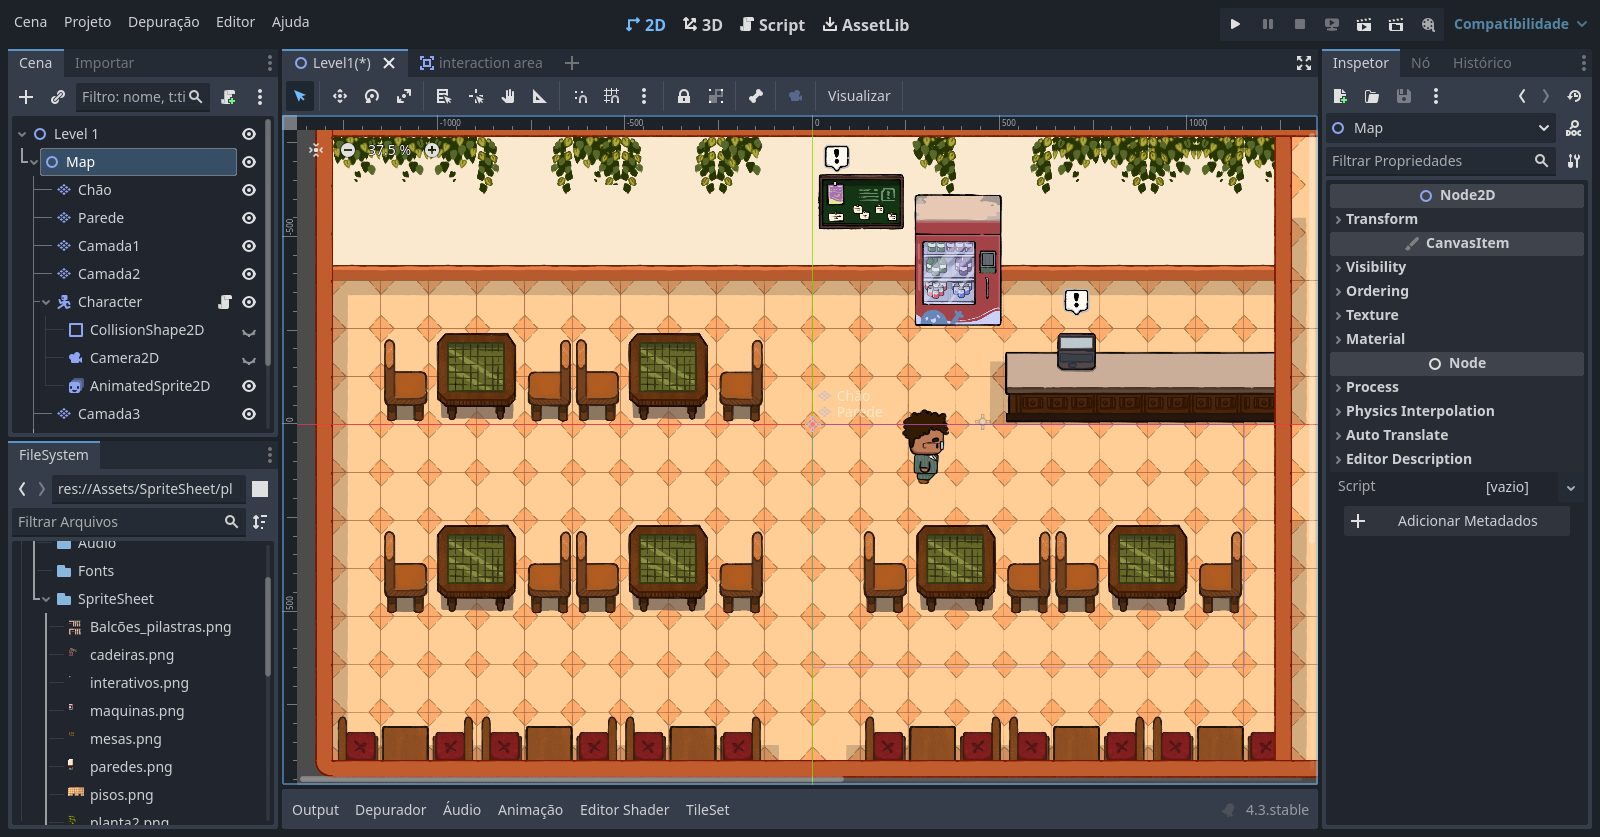 Cena Projeto Depuração Editor Ajuda
2D 3D Script AssetLib
Compatibilidade
Cena Importar
Filtro: nome, t:ti
Level 1
Map
Chão
Parede
Camada1
Camada2
Character
CollisionShape2D
Camera2D
AnimatedSprite2D
Camada3
FileSystem
res://Assets/SpriteSheet/pl
Filtrar Arquivos
Audio
Fonts
SpriteSheet
Balcões_pilastras.png
cadeiras.png
interativos.png
maquinas.png
mesas.png
paredes.png
pisos.png
planta2.png
Level1(*) interaction area
Visualizar
-1000 -500 0 500 1000
37.5 %
-500
0
500
!
!
Chão
Parede
Output Depurador Áudio Animação Editor Shader TileSet
4.3.stable
Inspetor Nó Histórico
Map
Filtrar Propriedades
Node2D
Transform
CanvasItem
Visibility
Ordering
Texture
Material
Node
Process
Physics Interpolation
Auto Translate
Editor Description
Script [vazio]
Adicionar Metadados